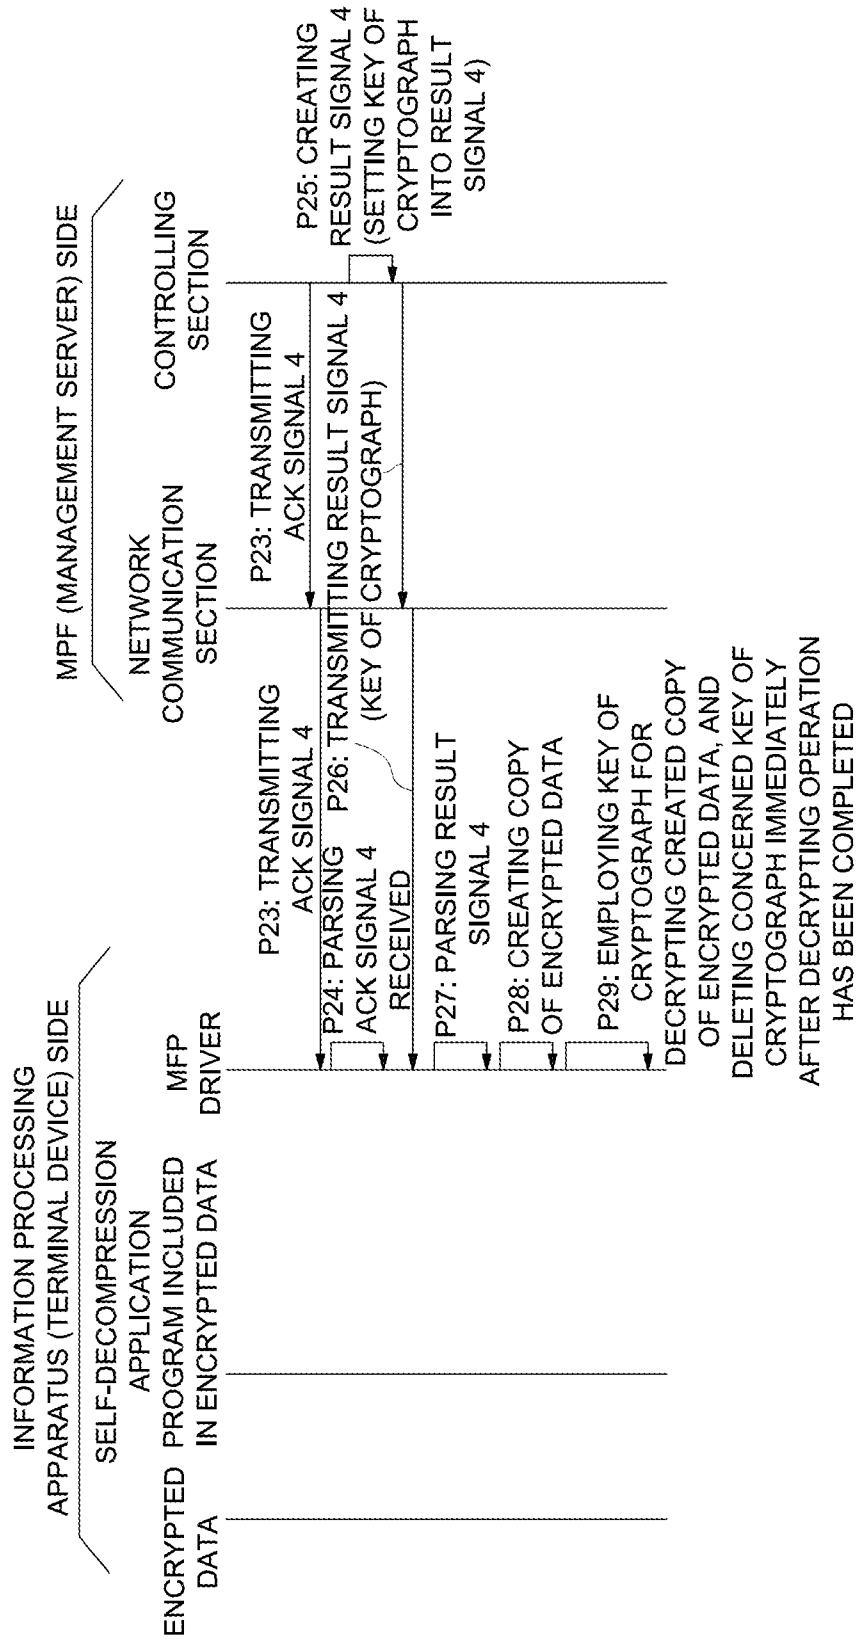 INFORMATION PROCESSING
APPARATUS (TERMINAL DEVICE) SIDE
MPF (MANAGEMENT SERVER) SIDE
ENCRYPTED
DATA
SELF-DECOMPRESSION
APPLICATION
PROGRAM INCLUDED
IN ENCRYPTED DATA
MFP
DRIVER
NETWORK
COMMUNICATION
SECTION
CONTROLLING
SECTION
P23: TRANSMITTING
ACK SIGNAL 4
P23: TRANSMITTING
ACK SIGNAL 4
P24: PARSING
ACK SIGNAL 4
RECEIVED
P25: CREATING
RESULT SIGNAL 4
(SETTING KEY OF
CRYPTOGRAPH
INTO RESULT
SIGNAL 4)
P26: TRANSMITTING RESULT SIGNAL 4
(KEY OF CRYPTOGRAPH)
P27: PARSING RESULT
SIGNAL 4
P28: CREATING COPY
OF ENCRYPTED DATA
P29: EMPLOYING KEY OF
CRYPTOGRAPH FOR
DECRYPTING CREATED COPY
OF ENCRYPTED DATA, AND
DELETING CONCERNED KEY OF
CRYPTOGRAPH IMMEDIATELY
AFTER DECRYPTING OPERATION
HAS BEEN COMPLETED